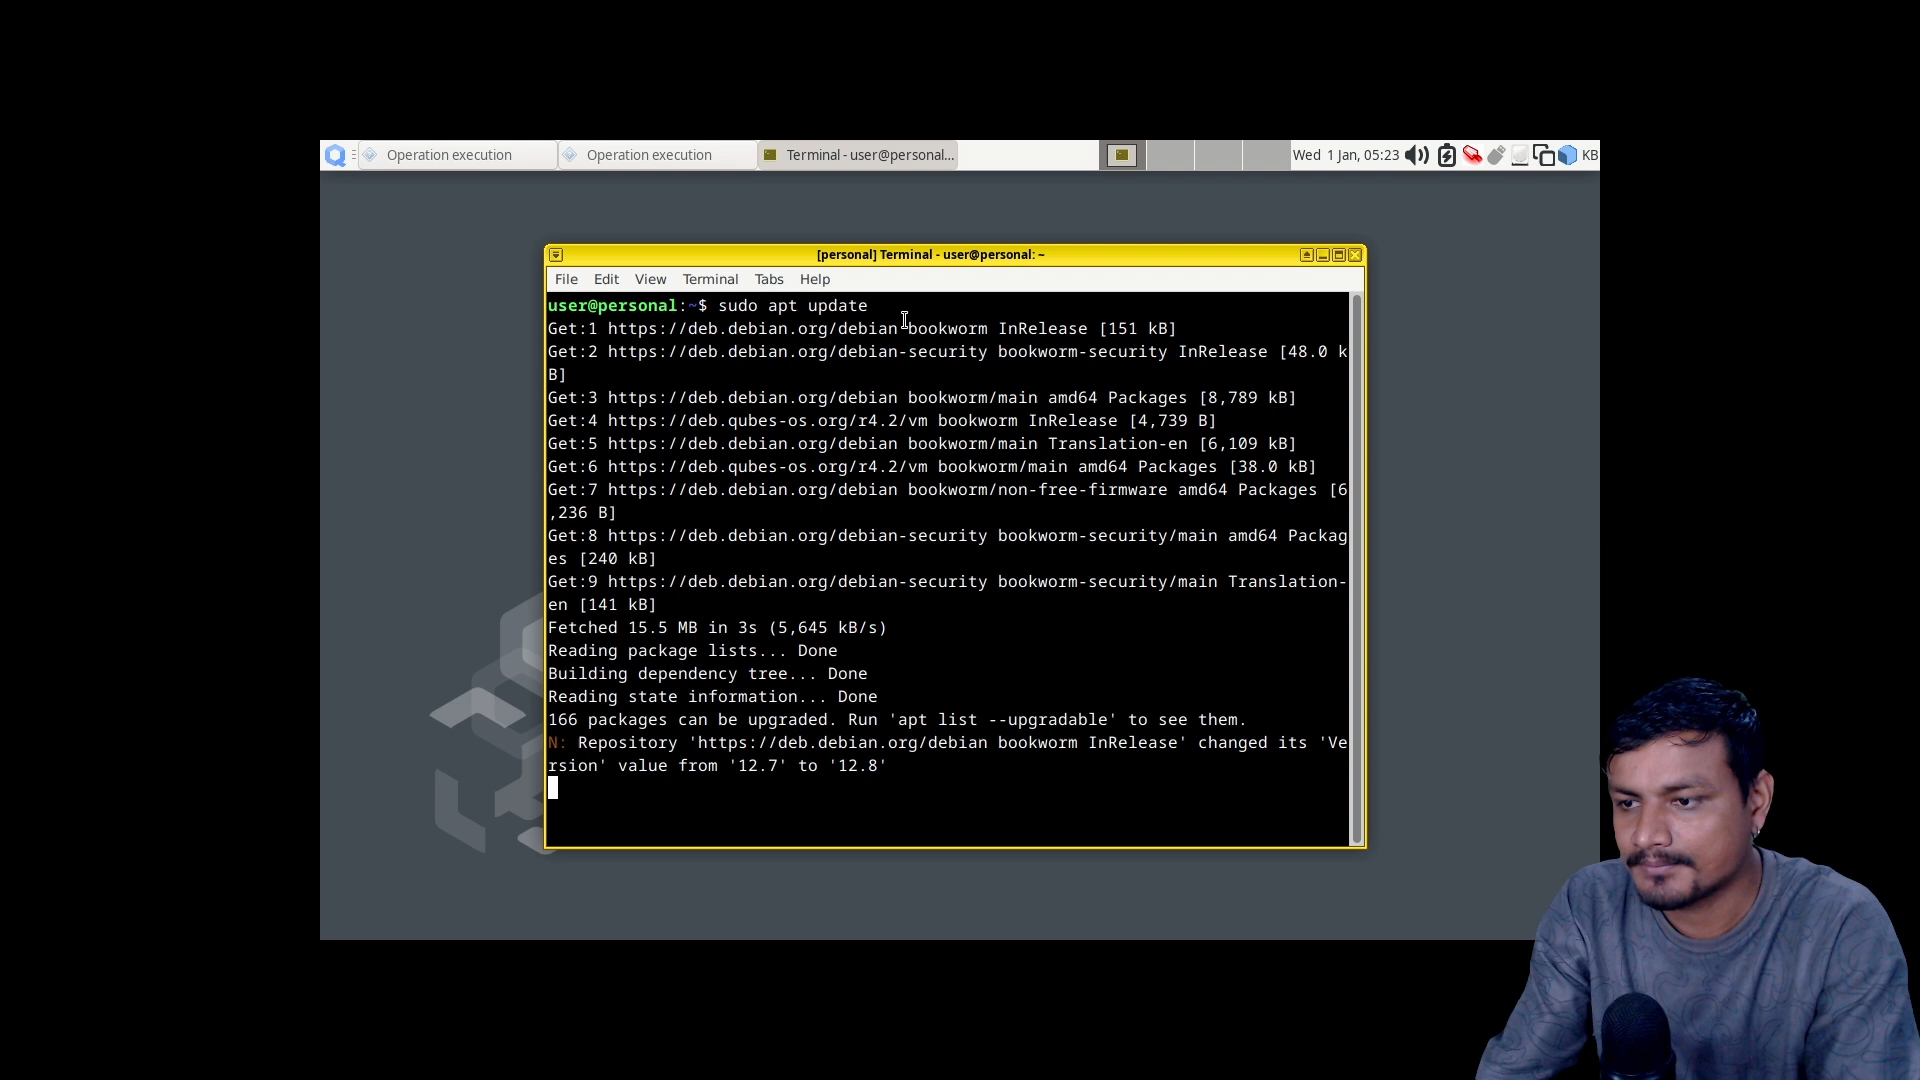 Operation execution Operation execution Terminal - user@personal... Wed 1 Jan, 05:23 KB
[personal] Terminal - user@personal: ~
File Edit View Terminal Tabs Help
user@personal:~$ sudo apt update
Get:1 https://deb.debian.org/debian bookworm InRelease [151 kB]
Get:2 https://deb.debian.org/debian-security bookworm-security InRelease [48.0 k
B]
Get:3 https://deb.debian.org/debian bookworm/main amd64 Packages [8,789 kB]
Get:4 https://deb.qubes-os.org/r4.2/vm bookworm InRelease [4,739 B]
Get:5 https://deb.debian.org/debian bookworm/main Translation-en [6,109 kB]
Get:6 https://deb.qubes-os.org/r4.2/vm bookworm/main amd64 Packages [38.0 kB]
Get:7 https://deb.debian.org/debian bookworm/non-free-firmware amd64 Packages [6
,236 B]
Get:8 https://deb.debian.org/debian-security bookworm-security/main amd64 Packag
es [240 kB]
Get:9 https://deb.debian.org/debian-security bookworm-security/main Translation-
en [141 kB]
Fetched 15.5 MB in 3s (5,645 kB/s)
Reading package lists... Done
Building dependency tree... Done
Reading state information... Done
166 packages can be upgraded. Run 'apt list --upgradable' to see them.
N: Repository 'https://deb.debian.org/debian bookworm InRelease' changed its 'Ve
rsion' value from '12.7' to '12.8'